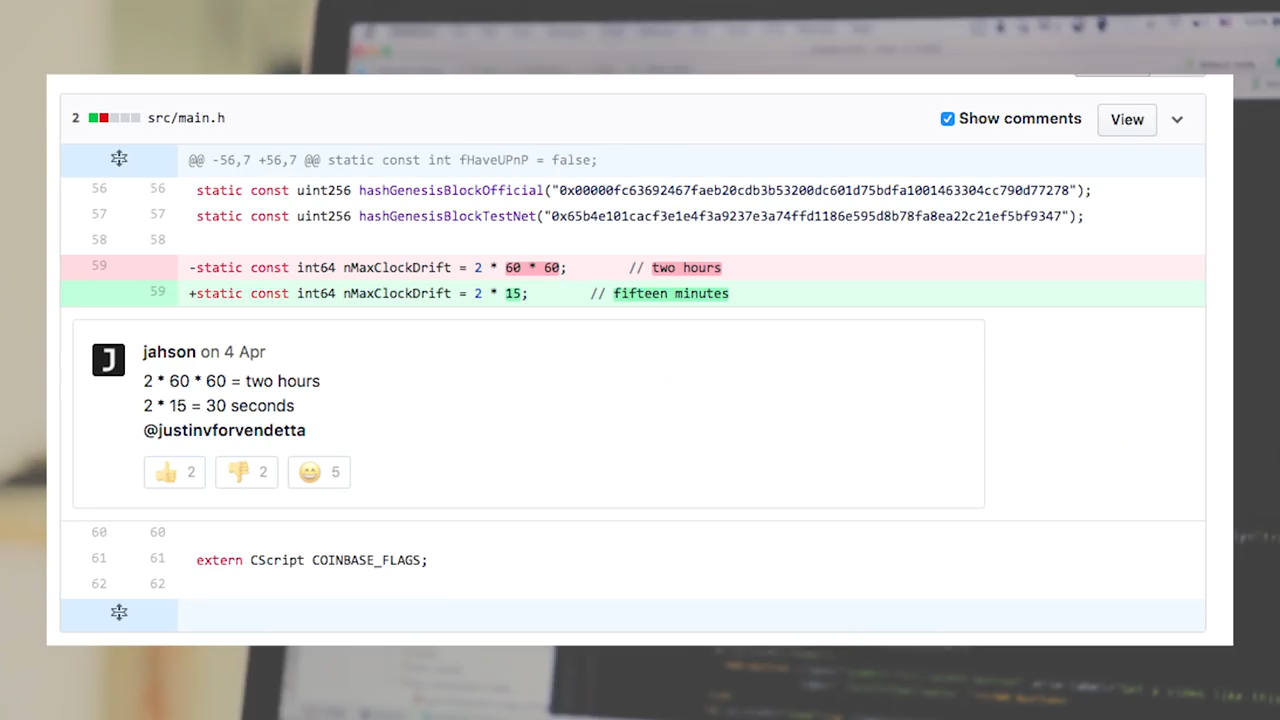 2 src/main.h Show comments View
@@ -56,7 +56,7 @@ static const int fHaveUPnP = false;
56 56 static const uint256 hashGenesisBlockOfficial("0x00000fc63692467faeb20cdb3b53200dc601d75bdfa1001463304cc790d77278");
57 57 static const uint256 hashGenesisBlockTestNet("0x65b4e101cacf3e1e4f3a9237e3a74ffd1186e595d8b78fa8ea22c21ef5bf9347");
58 58
59 -static const int64 nMaxClockDrift = 2 * 60 * 60; // two hours
59 +static const int64 nMaxClockDrift = 2 * 15; // fifteen minutes
J
jahson on 4 Apr
2 * 60 * 60 = two hours
2 * 15 = 30 seconds
@justinvforvendetta
2 2 5
60 60
61 61 extern CScript COINBASE_FLAGS;
62 62